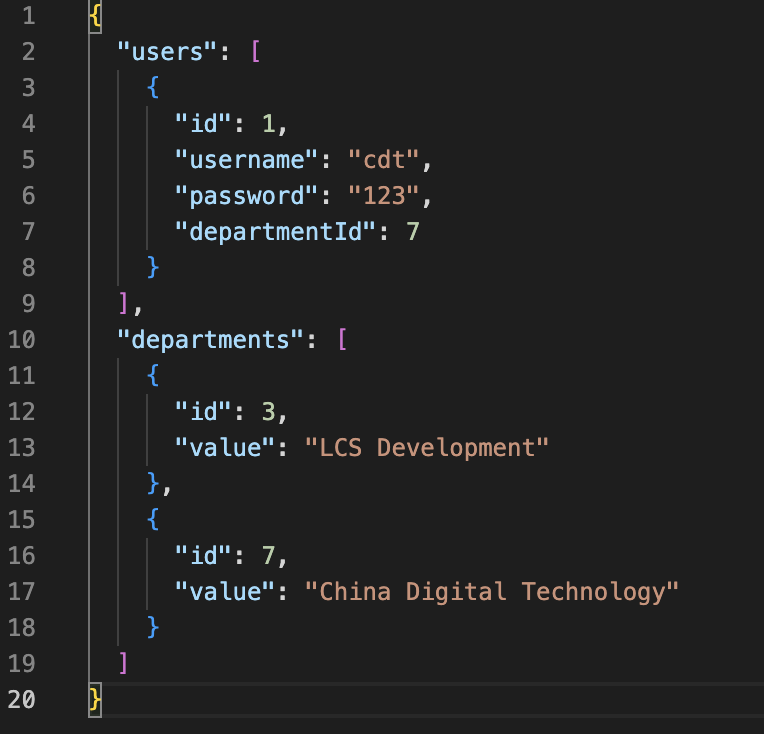 1 {
2 "users": [
3 {
4 "id": 1,
5 "username": "cdt",
6 "password": "123",
7 "departmentId": 7
8 }
9 ],
10 "departments": [
11 {
12 "id": 3,
13 "value": "LCS Development"
14 },
15 {
16 "id": 7,
17 "value": "China Digital Technology"
18 }
19 ]
20 }